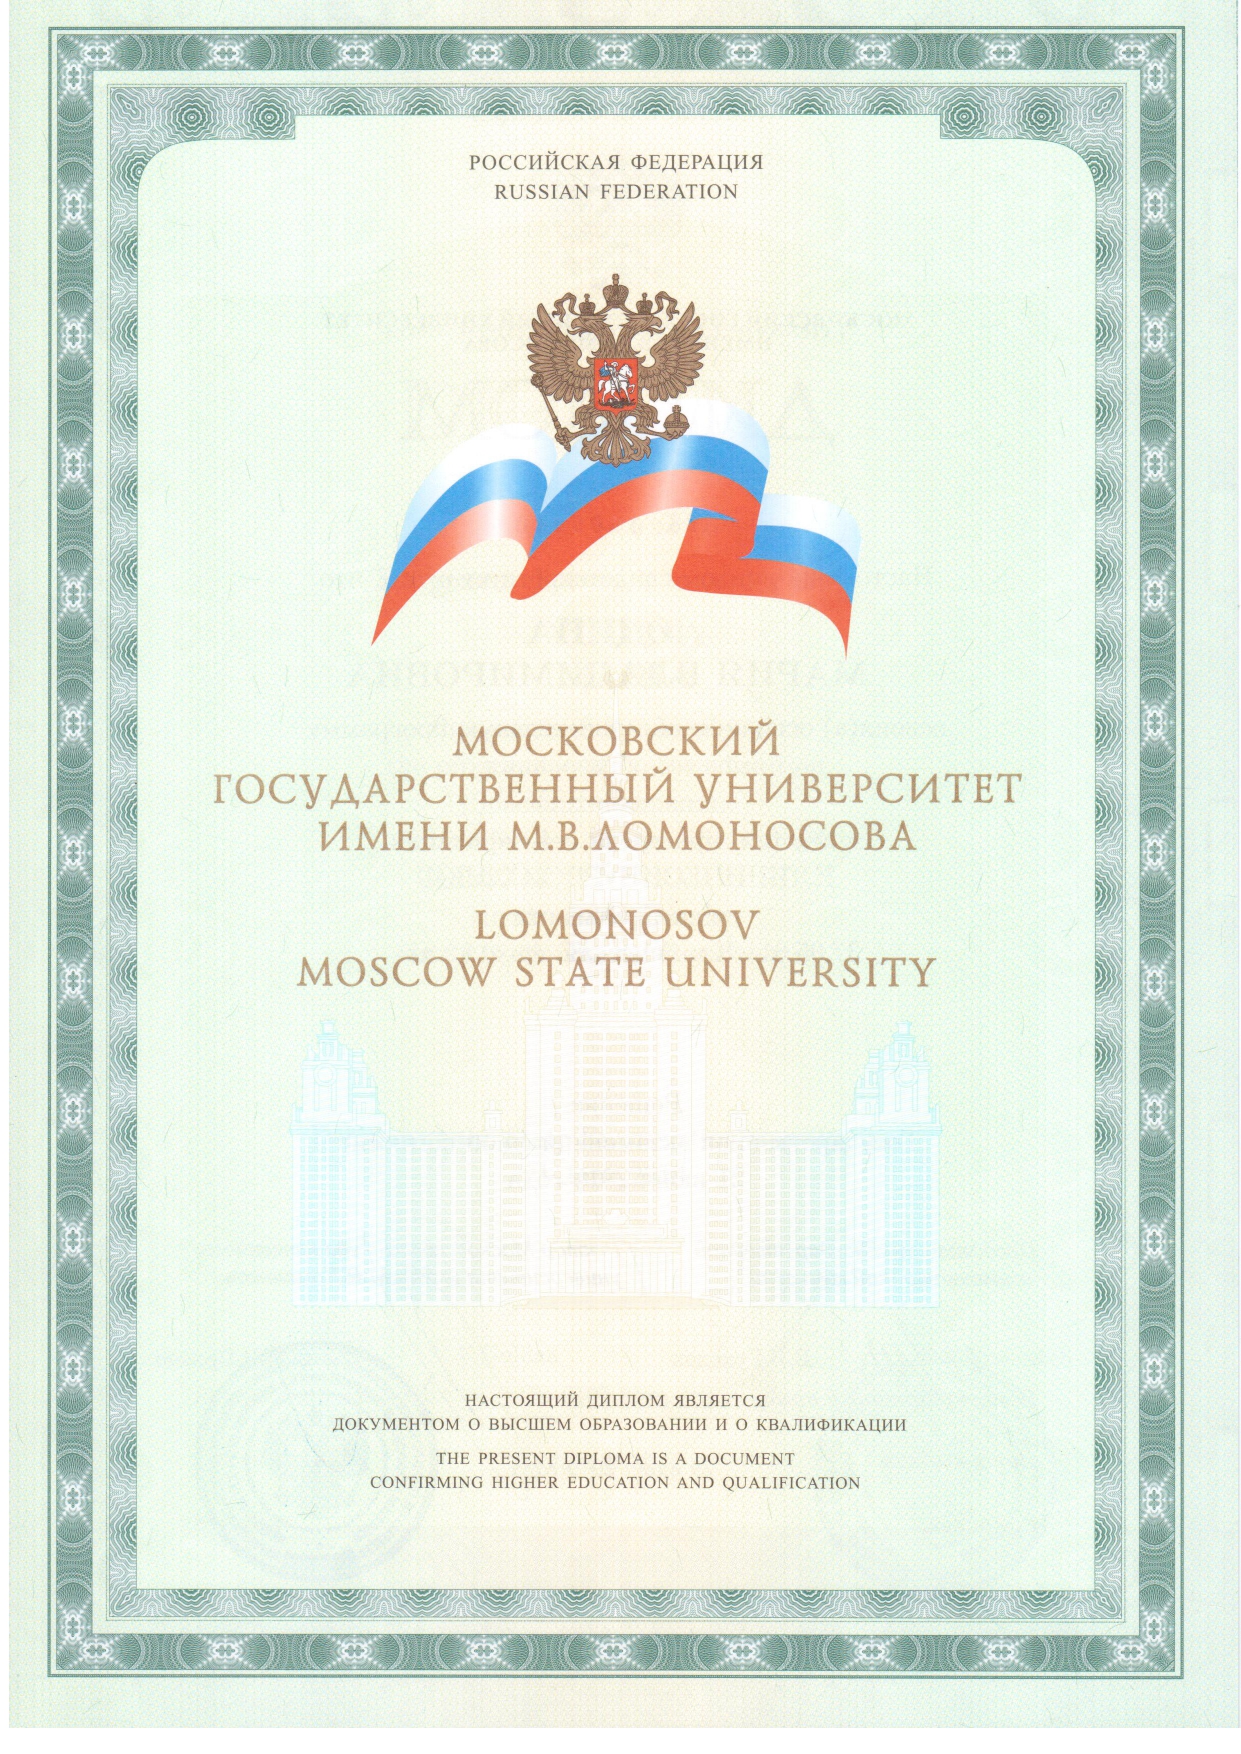 РОССИЙСКАЯ ФЕДЕРАЦИЯ
RUSSIAN FEDERATION
МОСКОВСКИЙ
ГОСУДАРСТВЕННЫЙ УНИВЕРСИТЕТ
ИМЕНИ М.В.ЛОМОНОСОВА
LOMONOSOV
MOSCOW STATE UNIVERSITY
НАСТОЯЩИЙ ДИПЛОМ ЯВЛЯЕТСЯ
ДОКУМЕНТОМ О ВЫСШЕМ ОБРАЗОВАНИИ И О КВАЛИФИКАЦИИ
THE PRESENT DIPLOMA IS A DOCUMENT
CONFIRMING HIGHER EDUCATION AND QUALIFICATION